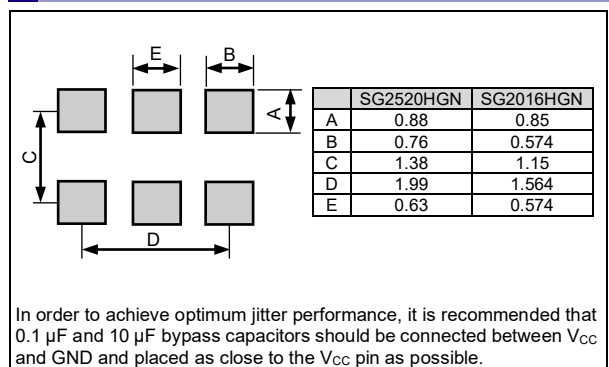 E
B
A
C
D
SG2520HGN SG2016HGN
A 0.88 0.85
B 0.76 0.574
C 1.38 1.15
D 1.99 1.564
E 0.63 0.574
In order to achieve optimum jitter performance, it is recommended that
0.1 µF and 10 µF bypass capacitors should be connected between VCC
and GND and placed as close to the VCC pin as possible.